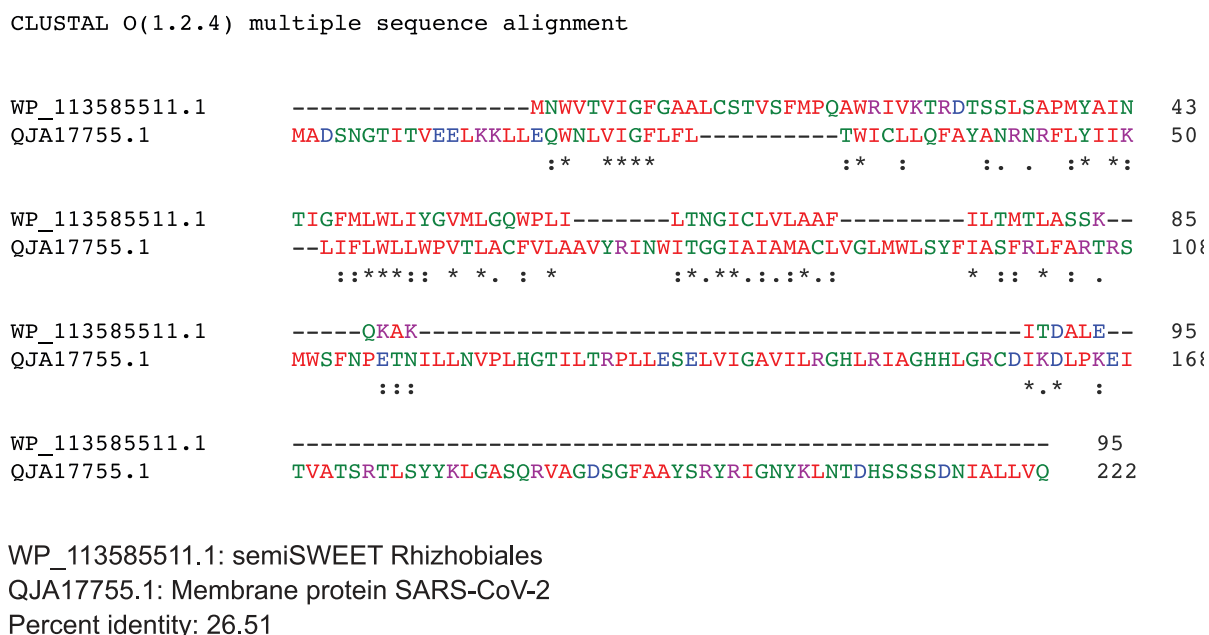 CLUSTAL O(1.2.4) multiple sequence alignment
WP_113585511.1 -----------------MNWVTVIGFGAALCSTVSFMPQAWRIVKTRDTSSLSAPMYAIN 43
QJA17755.1 MADSNGTITVEELKKLLEQWNLVIGFLFL----------TWICLLQFAYANRNRFLYIIK 50
:* **** :* : :. . :* *:
WP_113585511.1 TIGFMLWLIYGVMLGQWPLI-------LTNGICLVLAAF---------ILTMTLASSK-- 85
QJA17755.1 --LIFLWLLWPVTLACFVLAAVYRINWITGGIAIAMACLVGLMWLSYFIASFRLFARTRS 108
::***:: * *. : * :*.**.:.:*.: * :: * : .
WP_113585511.1 -----QKAK-------------------------------------------ITDALE-- 95
QJA17755.1 MWSFNPETNILLNVPLHGTILTRPLLESELVIGAVILRGHLRIAGHHLGRCDIKDLPKEI 168
::: *.* :
WP_113585511.1 ------------------------------------------------------ 95
QJA17755.1 TVATSRTLSYYKLGASQRVAGDSGFAAYSRYRIGNYKLNTDHSSSSDNIALLVQ 222
WP_113585511.1: semiSWEET Rhizhobiales
QJA17755.1: Membrane protein SARS-CoV-2
Percent identity: 26.51